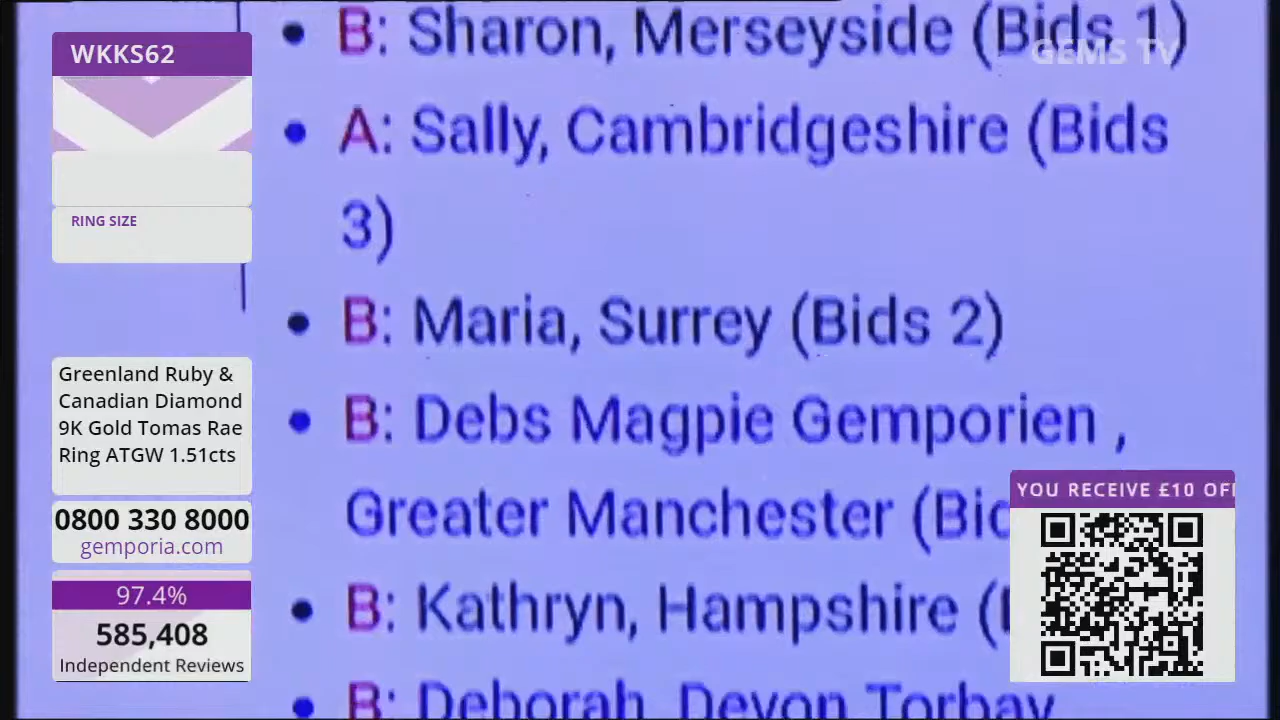 WKKS62
RING SIZE
Greenland Ruby &
Canadian Diamond
9K Gold Tomas Rae
Ring ATGW 1.51cts
0800 330 8000
gemporia.com
97.4%
585,408
Independent Reviews
B: Sharon, Merseyside (Bids 1)
GEMS TV
A: Sally, Cambridgeshire (Bids
3)
B: Maria, Surrey (Bids 2)
B: Debs Magpie Gemporien ,
Greater Manchester (Bid
B: Kathryn, Hampshire (
B: Deborah, Devon Torbay
YOU RECEIVE £10 OFF